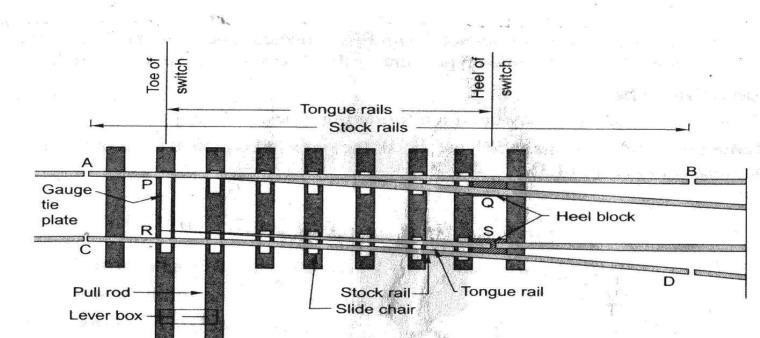 Toe of
switch
Heel of
switch
Tongue rails
Stock rails
A
B
P
Gauge
tie
plate
Q
Heel block
R
S
C
D
Pull rod
Stock rail
Tongue rail
Slide chair
Lever box